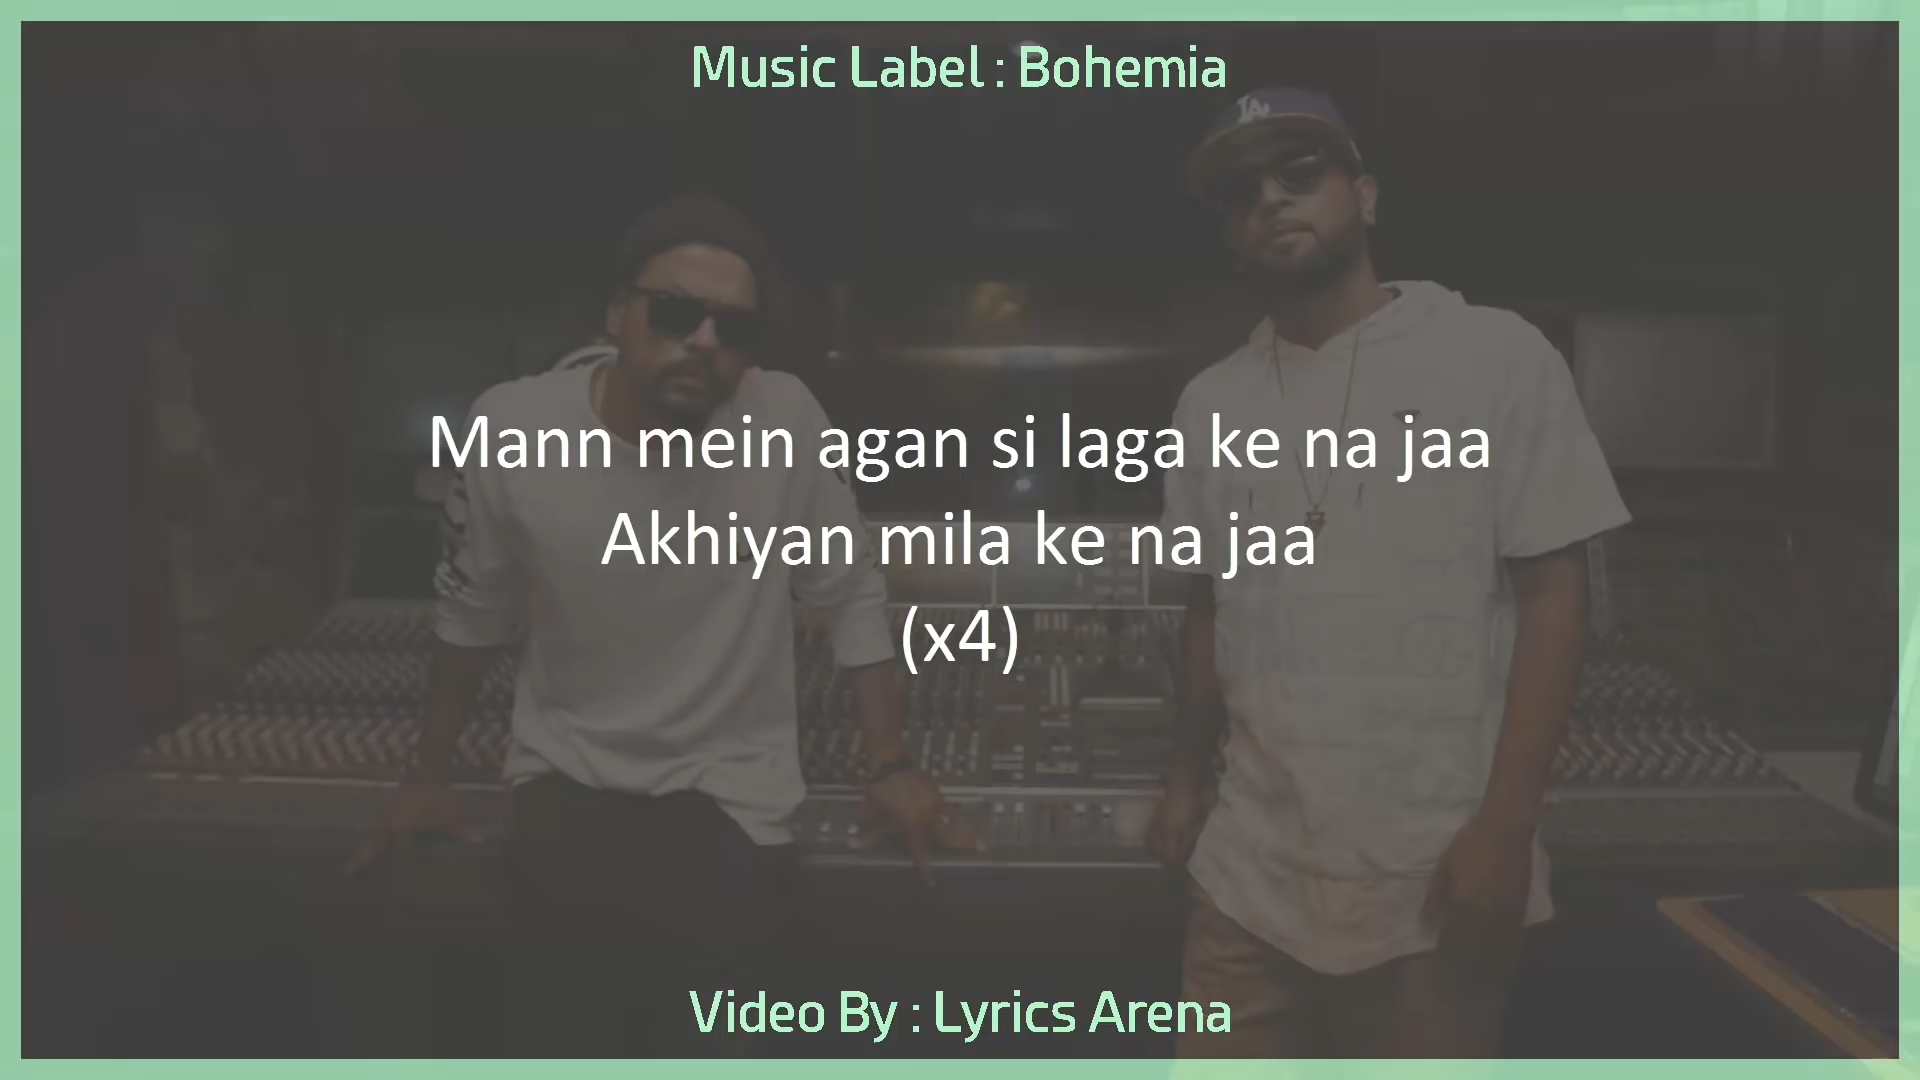 Music Label : Bohemia
LA
Mann mein agan si laga ke na jaa
Akhiyan mila ke na jaa
(x4)
Video By : Lyrics Arena